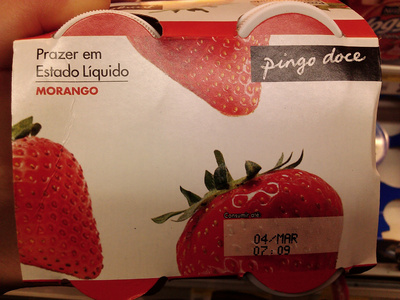 Prazer em
Estado Líquido
MORANGO
pingo doce
04/MAR
07 09